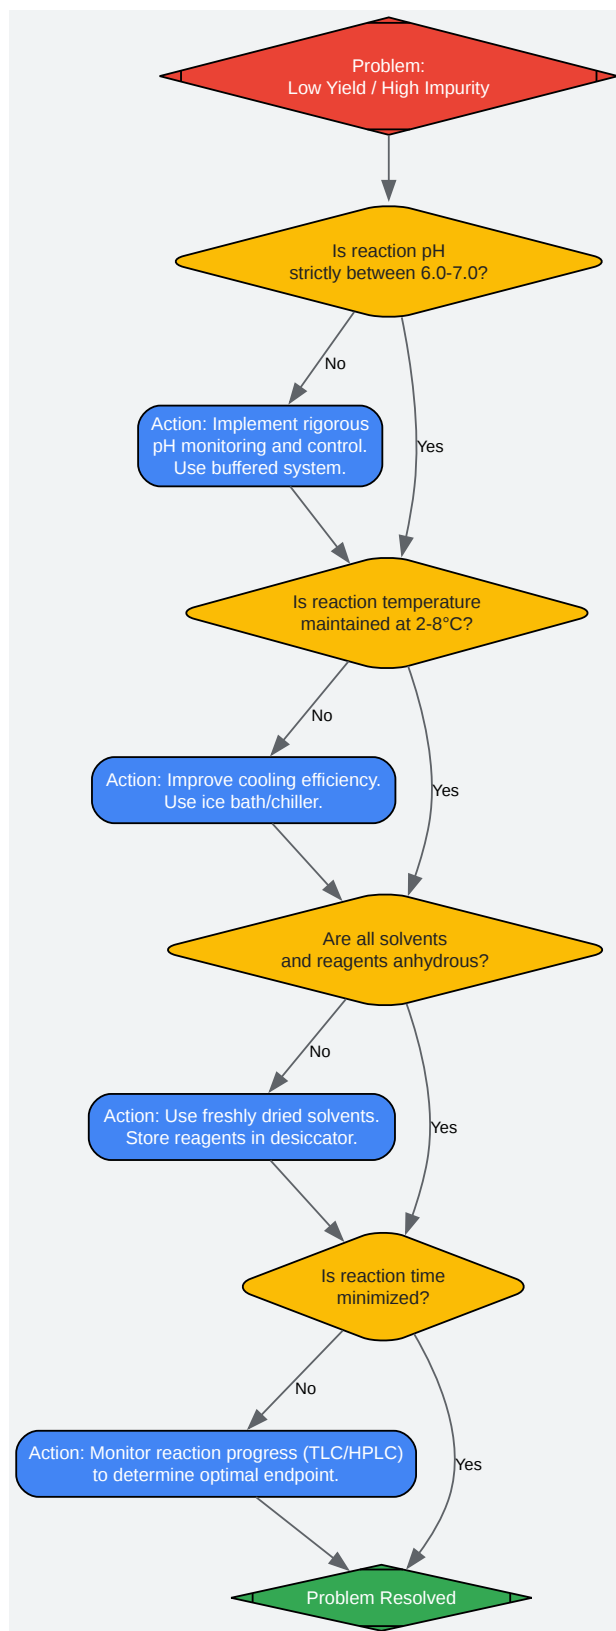 Problem:
Low Yield / High Impurity
Is reaction pH
strictly between 6.0-7.0?
No
Action: Implement rigorous
pH monitoring and control.
Use buffered system.
Yes
Is reaction temperature
maintained at 2-8°C?
No
Action: Improve cooling efficiency.
Use ice bath/chiller.
Yes
Are all solvents
and reagents anhydrous?
No
Action: Use freshly dried solvents.
Store reagents in desiccator.
Yes
Is reaction time
minimized?
No
Action: Monitor reaction progress (TLC/HPLC)
to determine optimal endpoint.
Yes
Problem Resolved